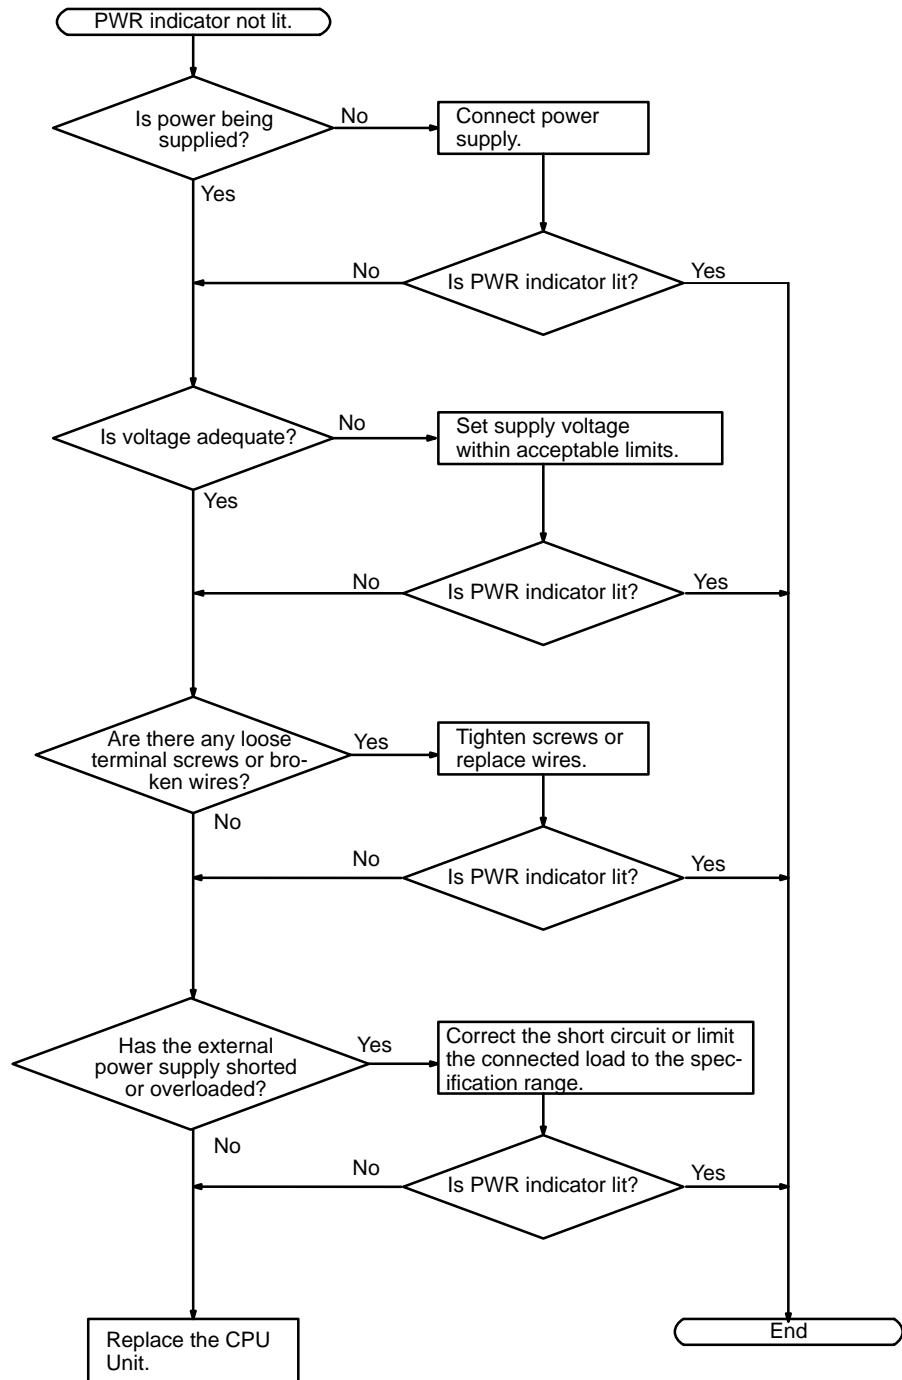 PWR indicator not lit.
Is power being
supplied?
No
Connect power
supply.
Yes
No
Is PWR indicator lit?
Yes
Is voltage adequate?
No
Set supply voltage
within acceptable limits.
Yes
No
Is PWR indicator lit?
Yes
Are there any loose
terminal screws or bro-
ken wires?
Yes
Tighten screws or
replace wires.
No
No
Is PWR indicator lit?
Yes
Has the external
power supply shorted
or overloaded?
Yes
Correct the short circuit or limit
the connected load to the spec-
ification range.
No
No
Is PWR indicator lit?
Yes
Replace the CPU
Unit.
End